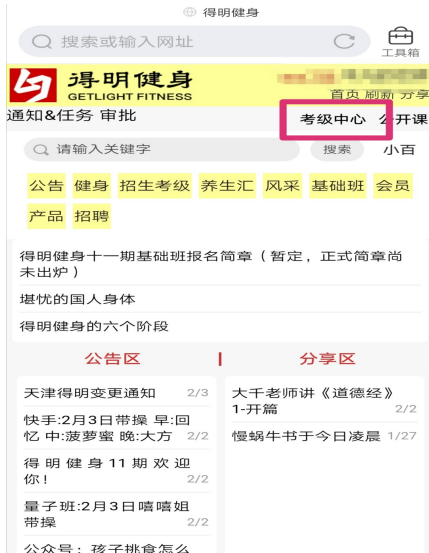 得明健身
搜索或输入网址
工具箱
得明健身
GETLIGHT FITNESS
首页 刷新 分享
通知&任务 审批
考级中心 公开课
请输入关键字
搜索
小百
公告 健身 招生考级 养生汇 风采 基础班 会员
产品 招聘
得明健身十一期基础班报名简章（暂定，正式简章尚
未出炉）
堪忧的国人身体
得明健身的六个阶段
公告区
天津得明变更通知 2/3
快手:2月3日带操 早:回
忆 中:菠萝蜜 晚:大方 2/2
得明健身11期欢迎
你! 2/2
量子班:2月3日嘻嘻姐
带操 2/2
公众号：孩子挑食怎么
分享区
大千老师讲《道德经》
1-开篇 2/2
慢蜗牛书于今日凌晨 1/27